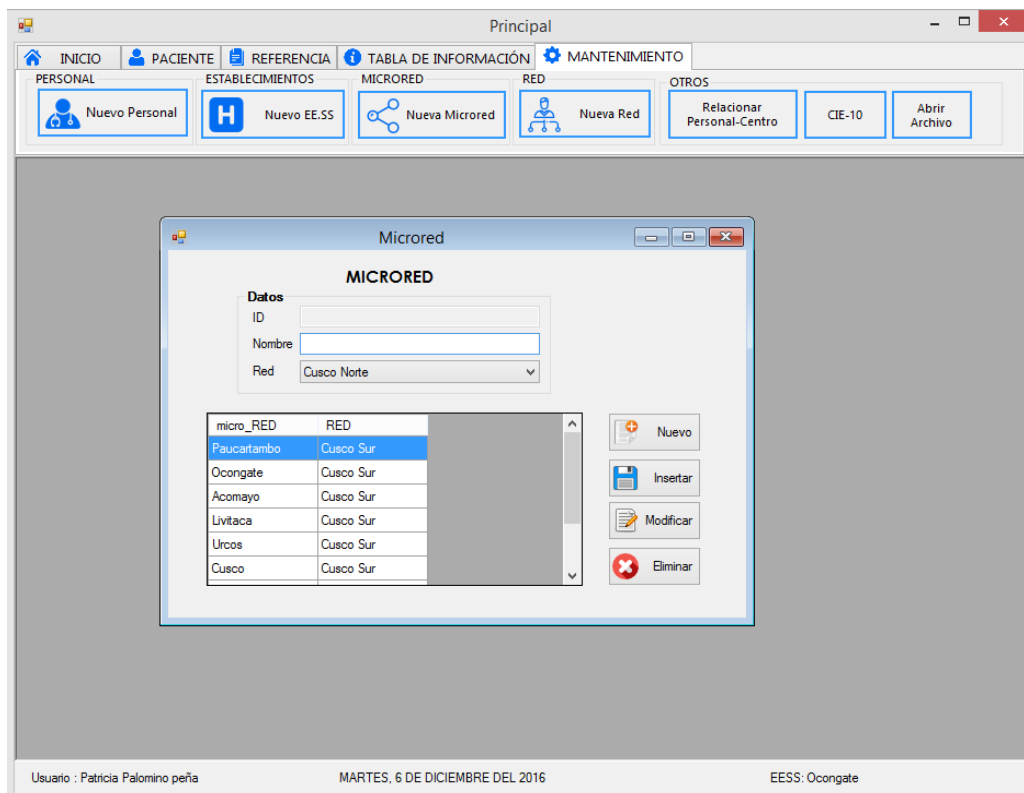 Principal
INICIO PACIENTE REFERENCIA TABLA DE INFORMACIÓN MANTENIMIENTO
PERSONAL ESTABLECIMIENTOS MICRORED RED OTROS
Nuevo Personal
H Nuevo EE.SS
Nueva Microred
Nueva Red
Relacionar
Personal-Centro
CIE-10
Abrir
Archivo
Microred
MICRORED
Datos
ID
Nombre
Red Cusco Norte
micro_RED RED
Paucartambo Cusco Sur
Ocongate Cusco Sur
Acomayo Cusco Sur
Livitaca Cusco Sur
Urcos Cusco Sur
Cusco Cusco Sur
Nuevo
Insertar
Modificar
Eliminar
Usuario : Patricia Palomino peña MARTES, 6 DE DICIEMBRE DEL 2016 EESS: Ocongate